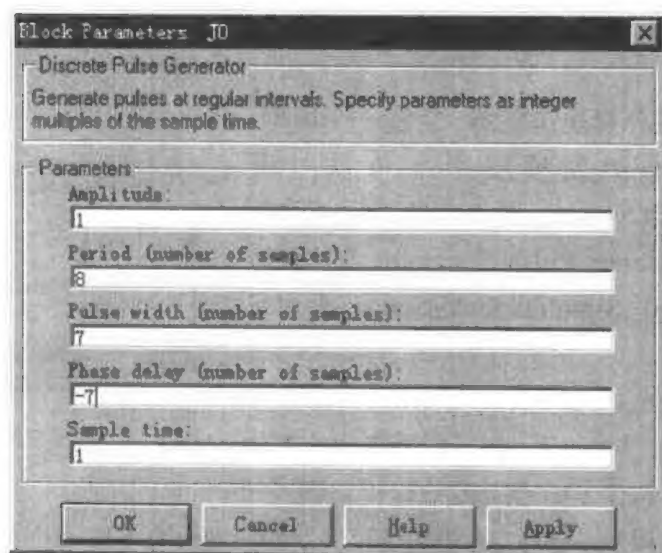 Block Parameters JO
Discrete Pulse Generator
Generate pulses at regular intervals. Specify parameters as integer
multiples of the sample time.
Parameters
Amplitude:
1
Period (number of samples):
8
Pulse width (number of samples):
7
Phase delay (number of samples):
-7
Sample time:
1
OK
Cancel
Help
Apply